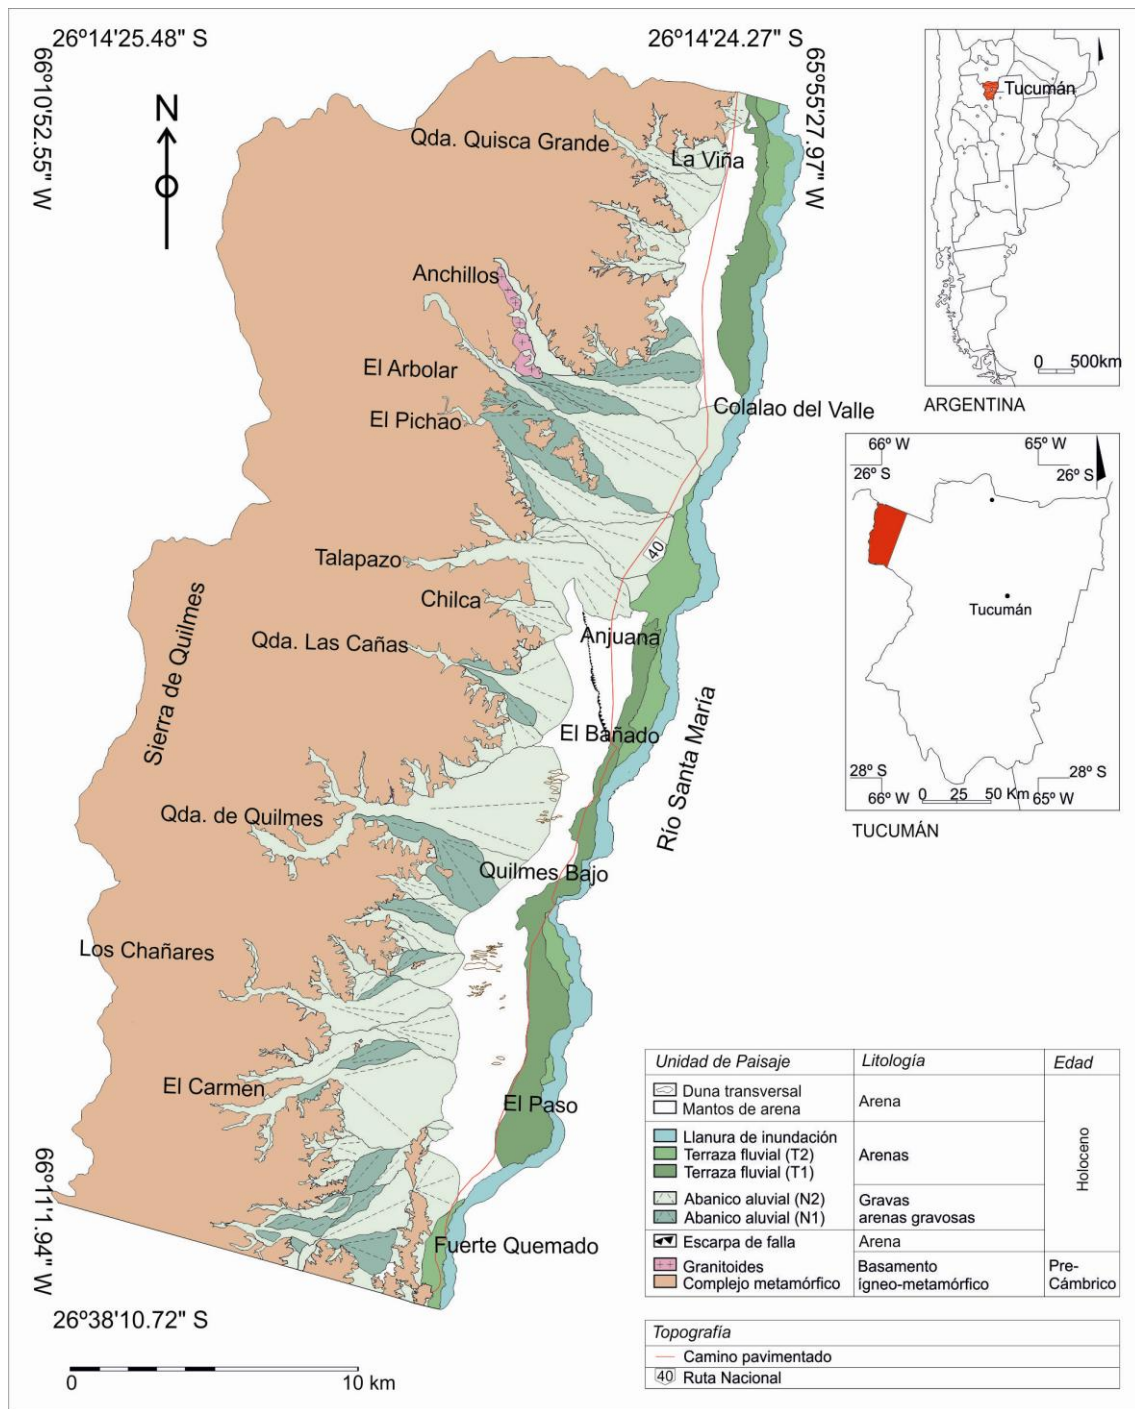 26º14'25.48" S
26º14'24.27" S
66º10'52.55" W
65º55'27.97" W
N
Qda. Quisca Grande
La Viña
Anchillos
El Arbolar
Colalao del Valle
El Pichao
40
Talapazo
Chilca
Anjuana
Qda. Las Cañas
Sierra de Quilmes
El Bañado
Río Santa María
Qda. de Quilmes
Quilmes Bajo
Los Chañares
El Carmen
El Paso
Fuerte Quemado
66º11'1.94" W
26º38'10.72" S
0 10 km
Tucumán
0 500km
ARGENTINA
66º W 65º W
26º S 26º S
Tucumán
28º S 28º S
66º W 0 25 50 Km 65º W
TUCUMÁN
Unidad de Paisaje Litología Edad
Duna transversal
Mantos de arena
Arena
Llanura de inundación
Terraza fluvial (T2)
Terraza fluvial (T1)
Arenas
Holoceno
Abanico aluvial (N2)
Abanico aluvial (N1)
Gravas
arenas gravosas
Escarpa de falla Arena
Granitoides
Complejo metamórfico
Basamento
ígneo-metamórfico
Pre-
Cámbrico
Topografía
Camino pavimentado
40 Ruta Nacional